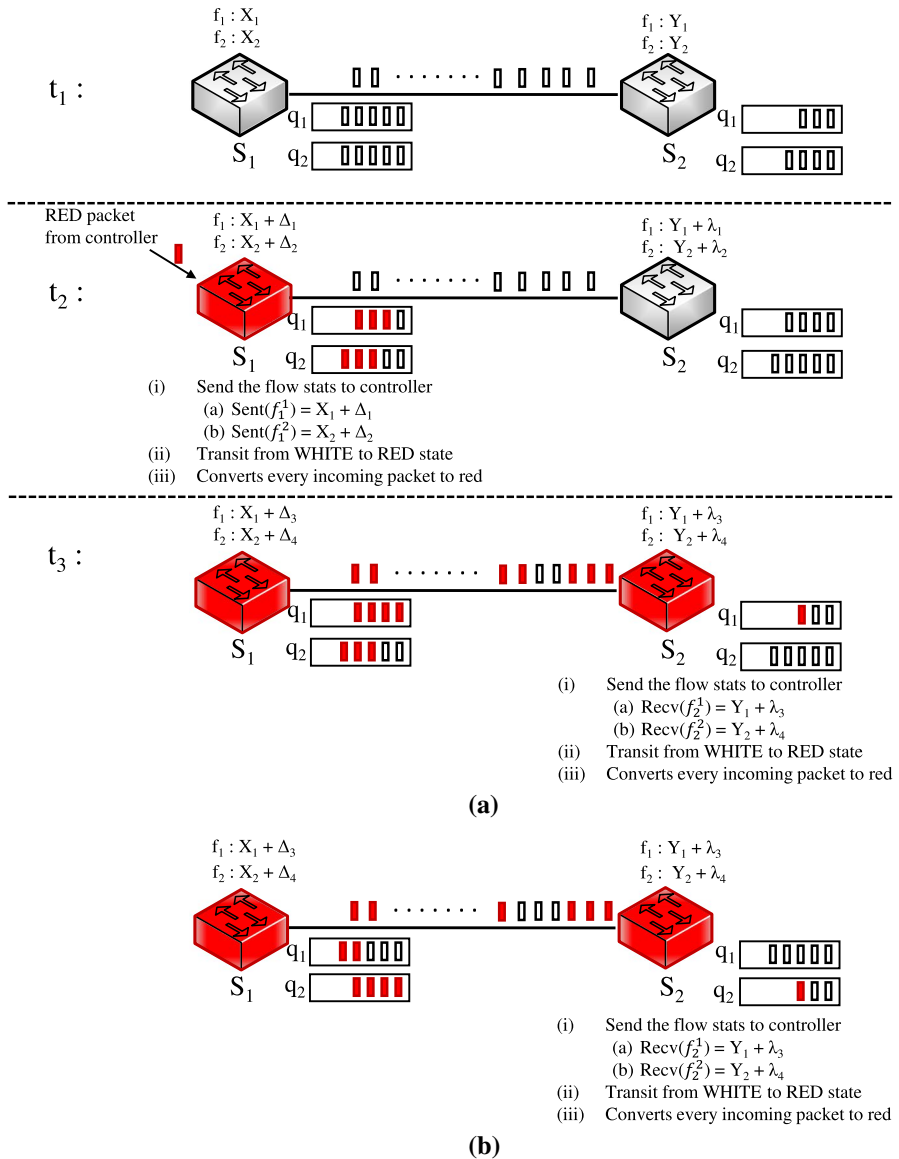 f₁ : X₁
f₂ : X₂
f₁ : Y₁
f₂ : Y₂
t₁ :
q₁
q₂
S₁
q₁
q₂
S₂
RED packet
from controller
f₁ : X₁ + Δ₁
f₂ : X₂ + Δ₂
f₁ : Y₁ + λ₁
f₂ : Y₂ + λ₂
t₂ :
q₁
q₂
S₁
q₁
q₂
S₂
(i) Send the flow stats to controller
(a) Sent(f₁¹) = X₁ + Δ₁
(b) Sent(f₁²) = X₂ + Δ₂
(ii) Transit from WHITE to RED state
(iii) Converts every incoming packet to red
f₁ : X₁ + Δ₃
f₂ : X₂ + Δ₄
f₁ : Y₁ + λ₃
f₂ : Y₂ + λ₄
t₃ :
q₁
q₂
S₁
q₁
q₂
S₂
(i) Send the flow stats to controller
(a) Recv(f₂¹) = Y₁ + λ₃
(b) Recv(f₂²) = Y₂ + λ₄
(ii) Transit from WHITE to RED state
(iii) Converts every incoming packet to red
(a)
f₁ : X₁ + Δ₃
f₂ : X₂ + Δ₄
f₁ : Y₁ + λ₃
f₂ : Y₂ + λ₄
q₁
q₂
S₁
q₁
q₂
S₂
(i) Send the flow stats to controller
(a) Recv(f₂¹) = Y₁ + λ₃
(b) Recv(f₂²) = Y₂ + λ₄
(ii) Transit from WHITE to RED state
(iii) Converts every incoming packet to red
(b)